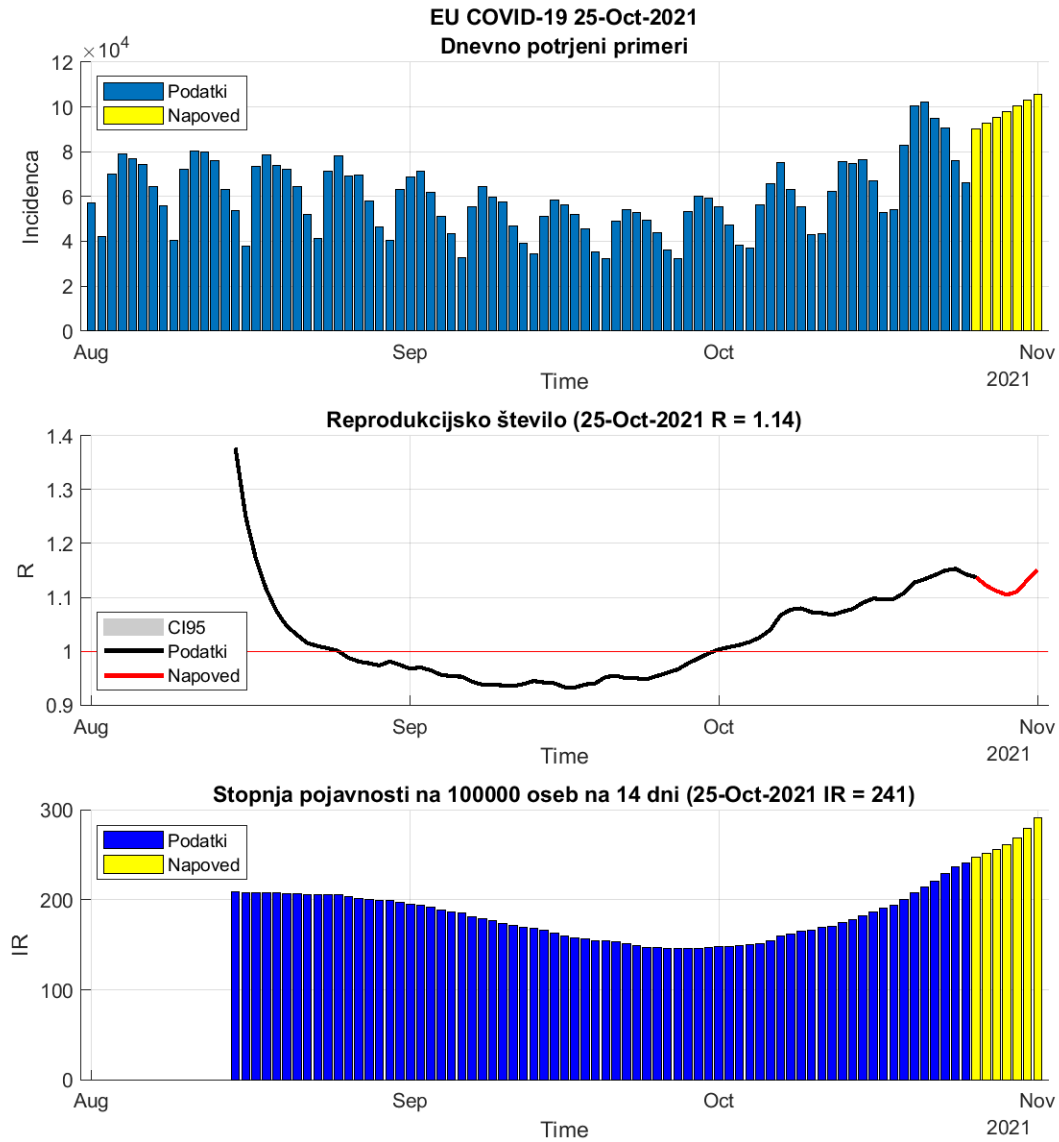 EU COVID-19 25-Oct-2021
Dnevno potrjeni primeri
×10⁴
12
10
8
6
4
2
0
Incidenca
Podatki
Napoved
Aug
Sep
Oct
Nov
Time
2021
Reprodukcijsko število (25-Oct-2021 R = 1.14)
1.4
1.3
1.2
1.1
1
0.9
R
CI95
Podatki
Napoved
Aug
Sep
Oct
Nov
Time
2021
Stopnja pojavnosti na 100000 oseb na 14 dni (25-Oct-2021 IR = 241)
300
200
100
0
IR
Podatki
Napoved
Aug
Sep
Oct
Nov
Time
2021